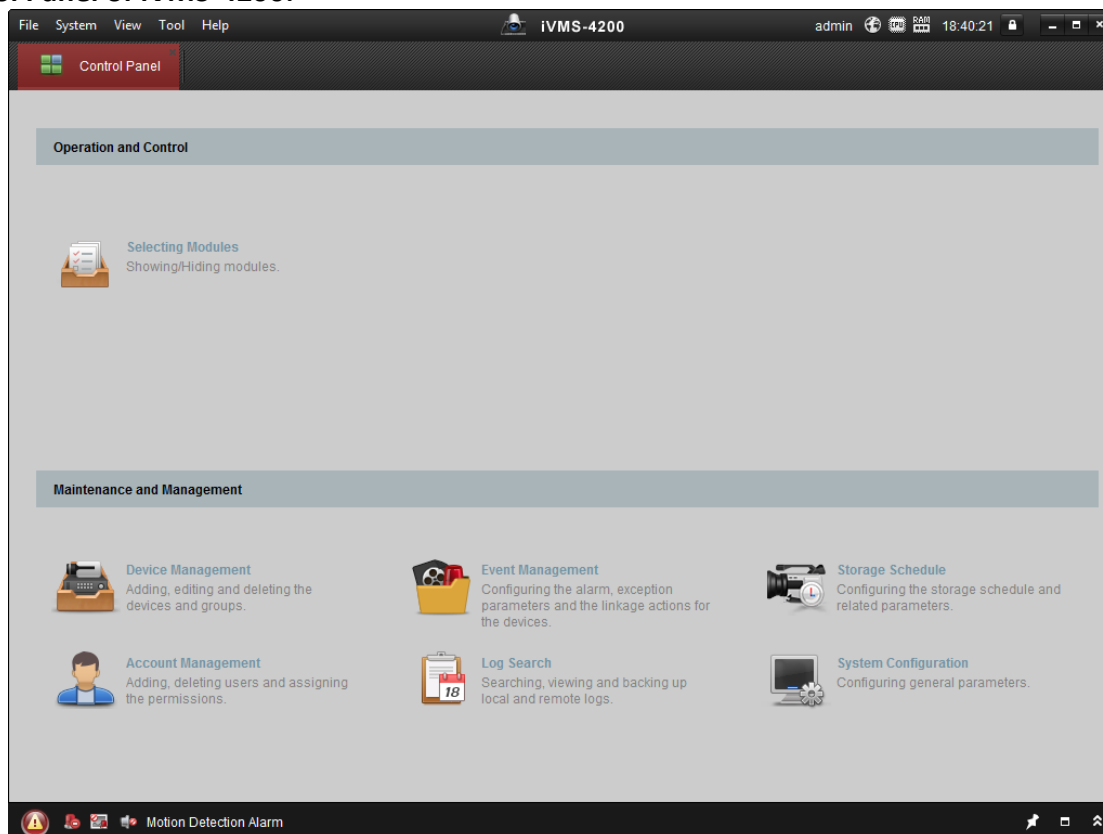 File System View Tool Help iVMS-4200 admin CPU RAM 18:40:21
Control Panel
Operation and Control
Selecting Modules
Showing/Hiding modules.
Maintenance and Management
Device Management
Adding, editing and deleting the
devices and groups.
Event Management
Configuring the alarm, exception
parameters and the linkage actions for
the devices.
Storage Schedule
Configuring the storage schedule and
related parameters.
Account Management
Adding, deleting users and assigning
the permissions.
18
Log Search
Searching, viewing and backing up
local and remote logs.
System Configuration
Configuring general parameters.
Motion Detection Alarm